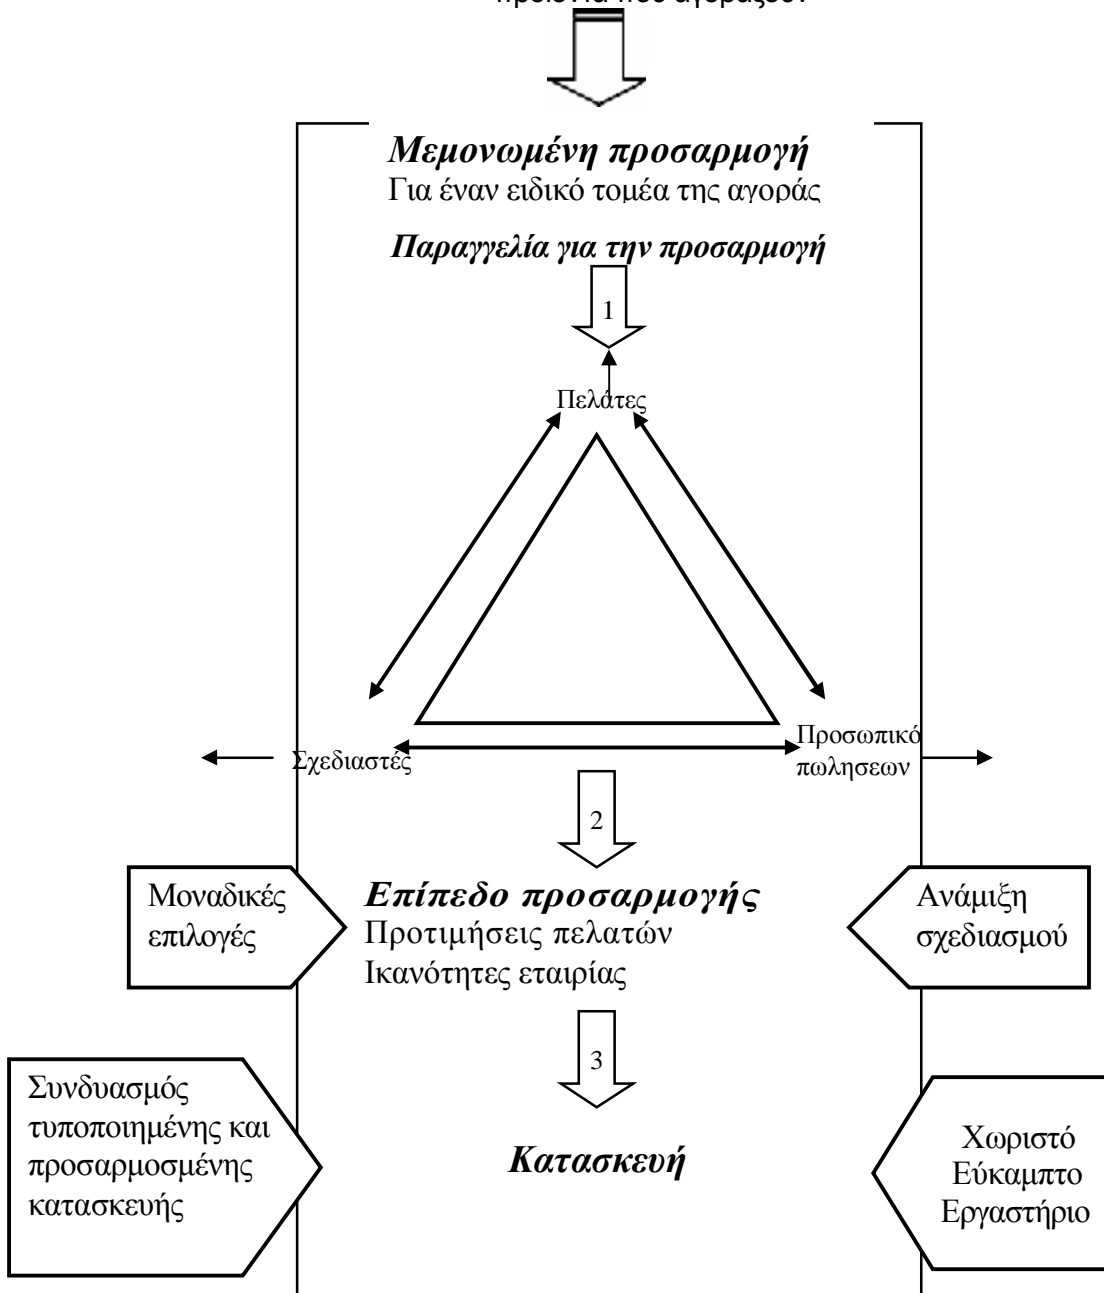 Μεμονωμένη προσαρμογή
Για έναν ειδικό τομέα της αγοράς
Παραγγελία για την προσαρμογή
1
Πελάτες
Σχεδιαστές
Προσωπικό
πωλησεων
2
Μοναδικές
επιλογές
Επίπεδο προσαρμογής
Προτιμήσεις πελατών
Ικανότητες εταιρίας
Ανάμιξη
σχεδιασμού
3
Συνδυασμός
τυποποιημένης και
προσαρμοσμένης
κατασκευής
Κατασκευή
Χωριστό
Εύκαμπτο
Εργαστήριο